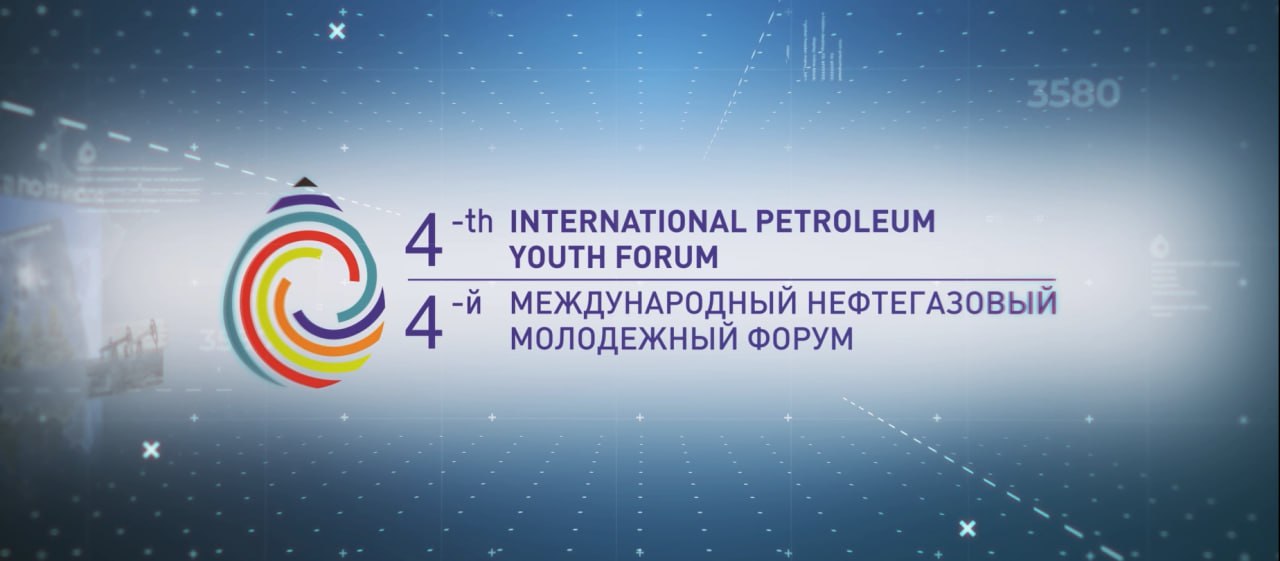 3580
4-th INTERNATIONAL PETROLEUM
YOUTH FORUM
4-й МЕЖДУНАРОДНЫЙ НЕФТЕГАЗОВЫЙ
МОЛОДЕЖНЫЙ ФОРУМ